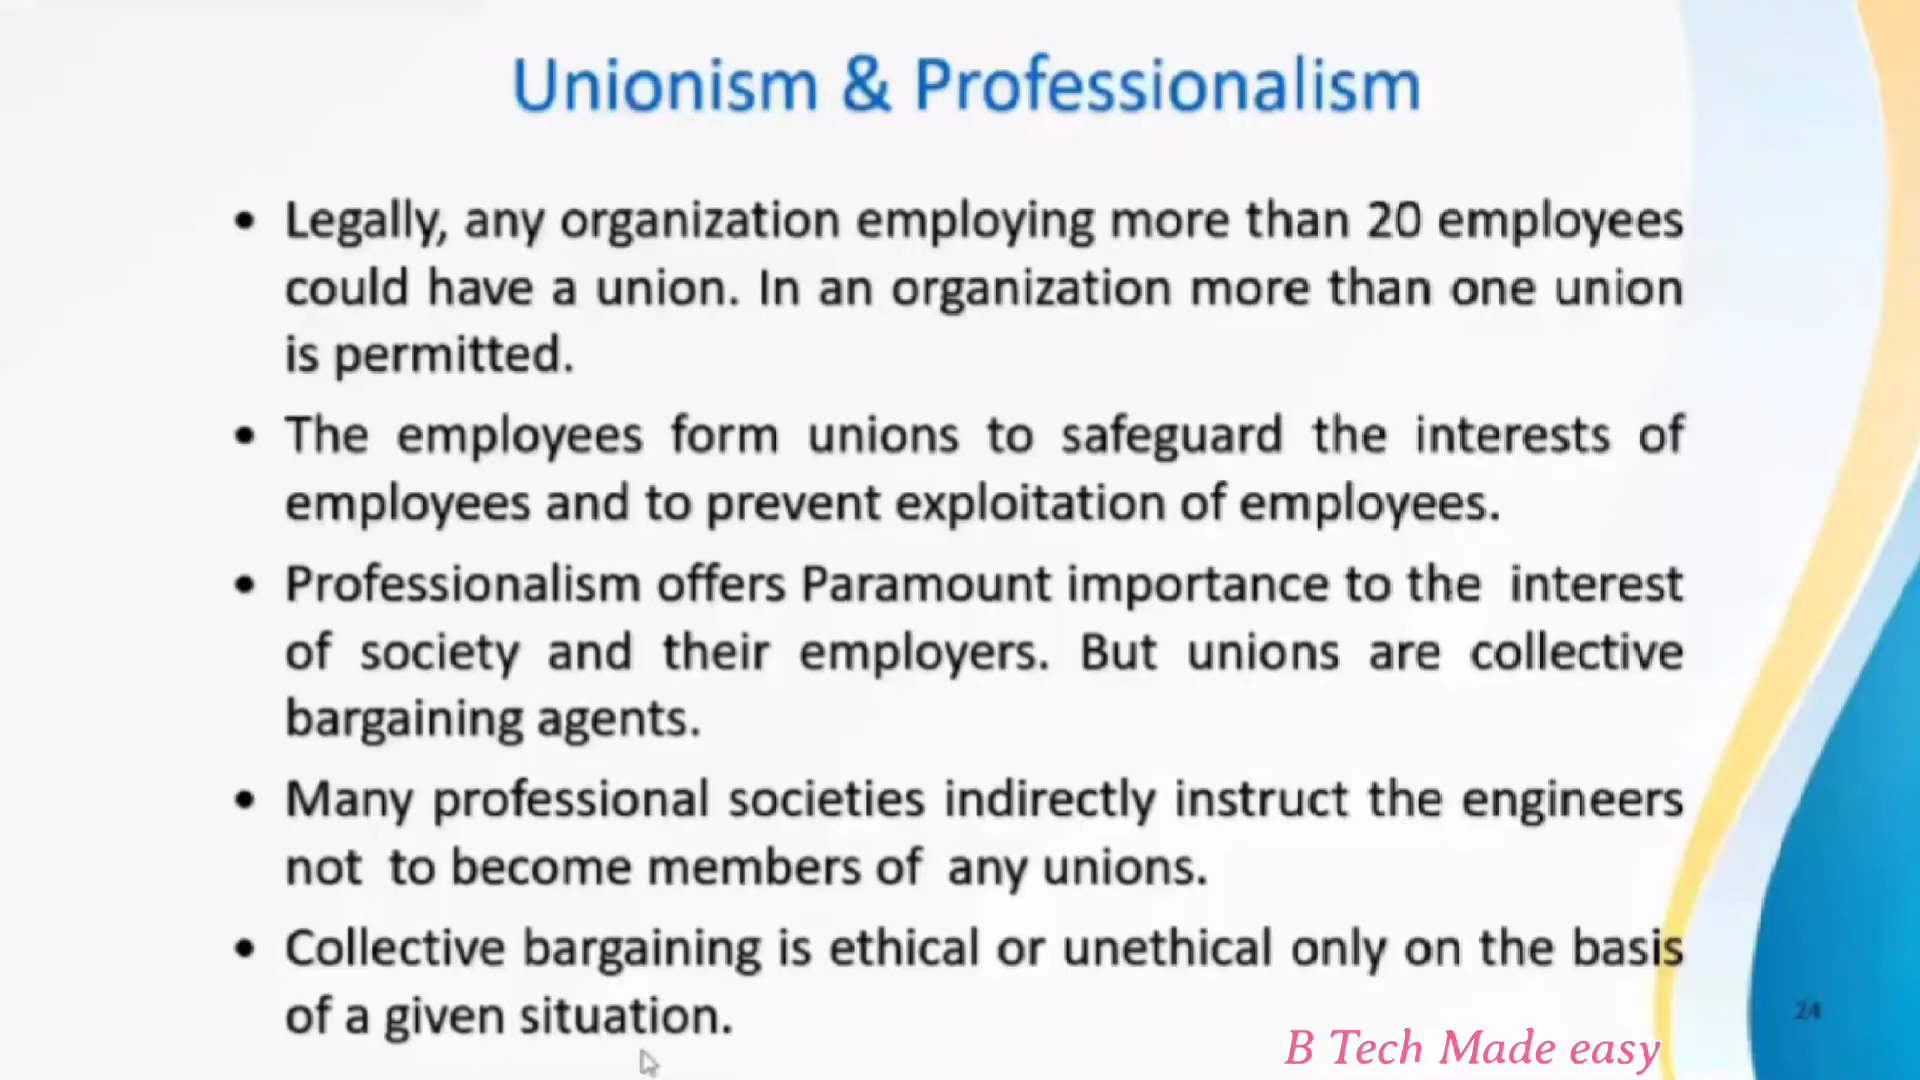 Unionism & Professionalism
• Legally, any organization employing more than 20 employees
could have a union. In an organization more than one union
is permitted.
• The employees form unions to safeguard the interests of
employees and to prevent exploitation of employees.
• Professionalism offers Paramount importance to the interest
of society and their employers. But unions are collective
bargaining agents.
• Many professional societies indirectly instruct the engineers
not to become members of any unions.
• Collective bargaining is ethical or unethical only on the basis
of a given situation.
24
B Tech Made easy